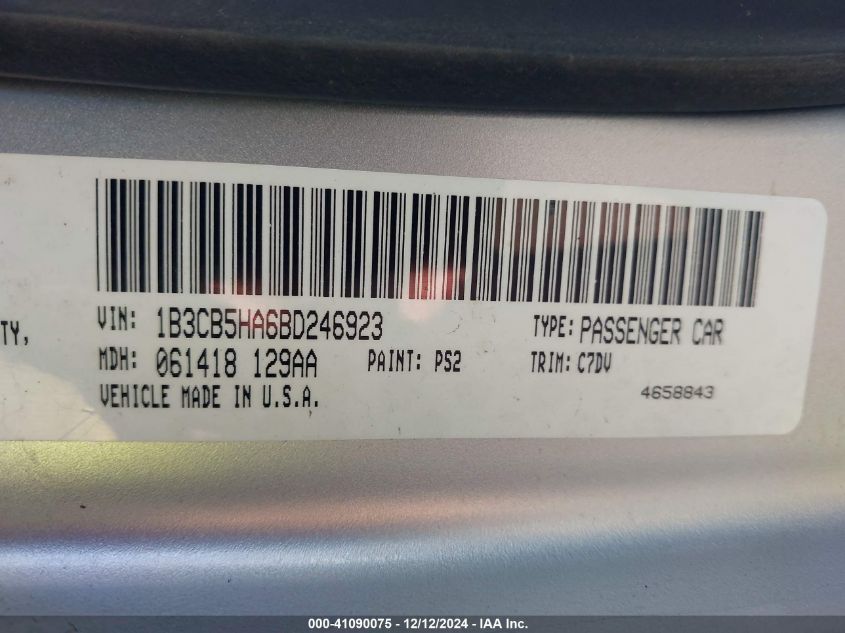 TY,
VIN: 1B3CB5HA6BD246923 TYPE: PASSENGER CAR
MDH: 061418 129AA PAINT: PS2 TRIM: C7DV
VEHICLE MADE IN U.S.A. 4658843
000-41090075 - 12/12/2024 - IAA Inc.